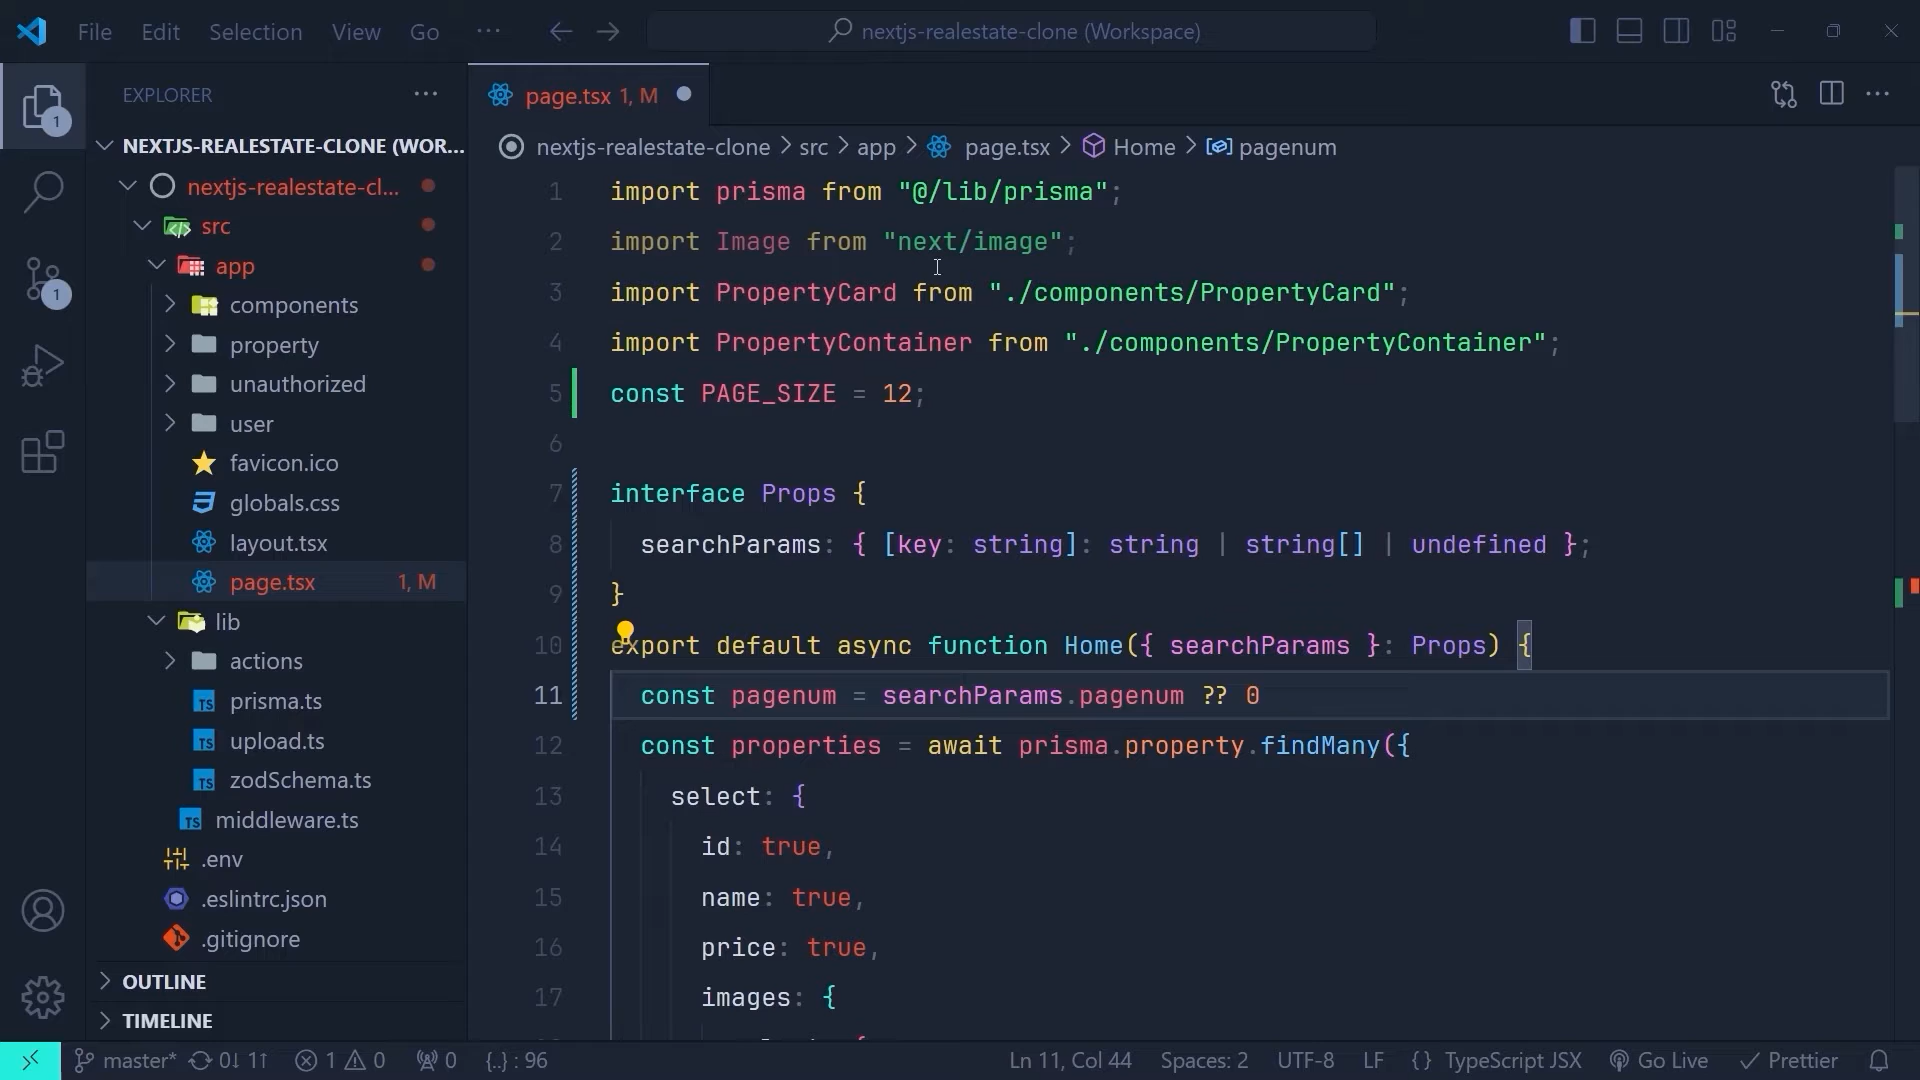 File Edit Selection View Go ··· nextjs-realestate-clone (Workspace)
EXPLORER ···
NEXTJS-REALESTATE-CLONE (WOR...
nextjs-realestate-cl...
src
app
components
property
unauthorized
user
favicon.ico
globals.css
layout.tsx
page.tsx 1, M
lib
actions
prisma.ts
upload.ts
zodSchema.ts
middleware.ts
.env
.eslintrc.json
.gitignore
OUTLINE
TIMELINE
1
1
page.tsx 1, M
nextjs-realestate-clone > src > app > page.tsx > Home > pagenum
1 import prisma from "@/lib/prisma";
2 import Image from "next/image";
3 import PropertyCard from "./components/PropertyCard";
4 import PropertyContainer from "./components/PropertyContainer";
5 const PAGE_SIZE = 12;
6
7 interface Props {
8 searchParams: { [key: string]: string | string[] | undefined };
9 }
10 export default async function Home({ searchParams }: Props) {
11 const pagenum = searchParams.pagenum ?? 0
12 const properties = await prisma.property.findMany({
13 select: {
14 id: true,
15 name: true,
16 price: true,
17 images: {
master* 0↓ 1↑ 1 0 0 {..} : 96 Ln 11, Col 44 Spaces: 2 UTF-8 LF {} TypeScript JSX Go Live Prettier